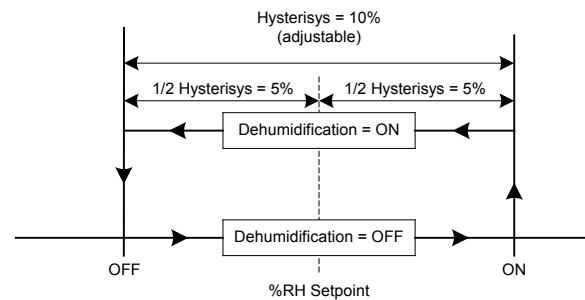 Hysterisys = 10%
(adjustable)
1/2 Hysterisys = 5%
1/2 Hysterisys = 5%
Dehumidification = ON
Dehumidification = OFF
OFF
ON
%RH Setpoint